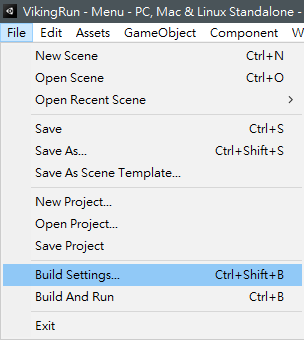 VikingRun - Menu - PC, Mac & Linux Standalone -
File Edit Assets GameObject Component W
New Scene Ctrl+N
Open Scene Ctrl+O
Open Recent Scene
Save Ctrl+S
Save As... Ctrl+Shift+S
Save As Scene Template...
New Project...
Open Project...
Save Project
Build Settings... Ctrl+Shift+B
Build And Run Ctrl+B
Exit